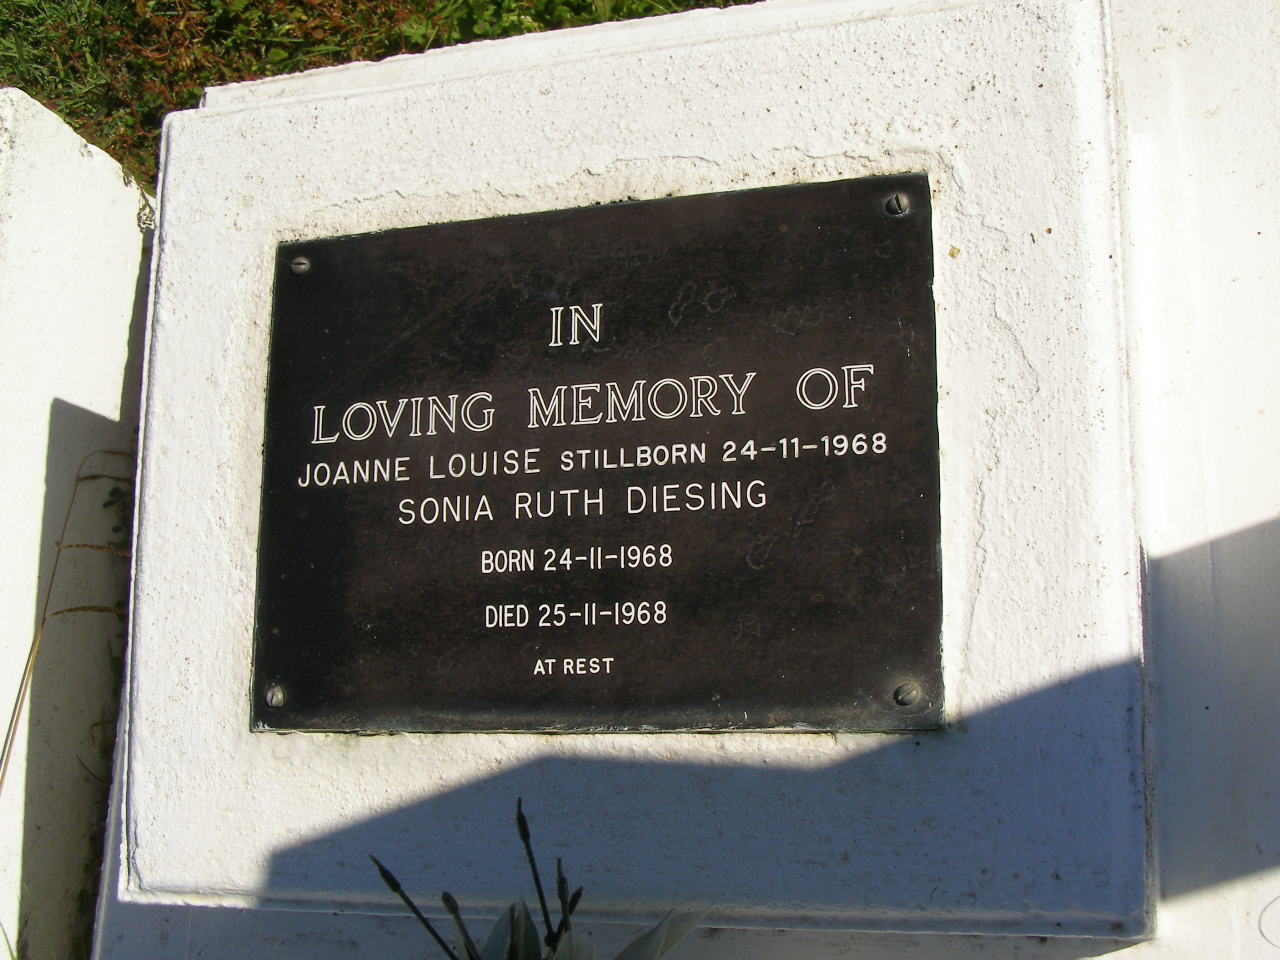 IN
LOVING MEMORY OF
JOANNE LOUISE STILLBORN 24-11-1968
SONIA RUTH DIESING
BORN 24-11-1968
DIED 25-11-1968
AT REST